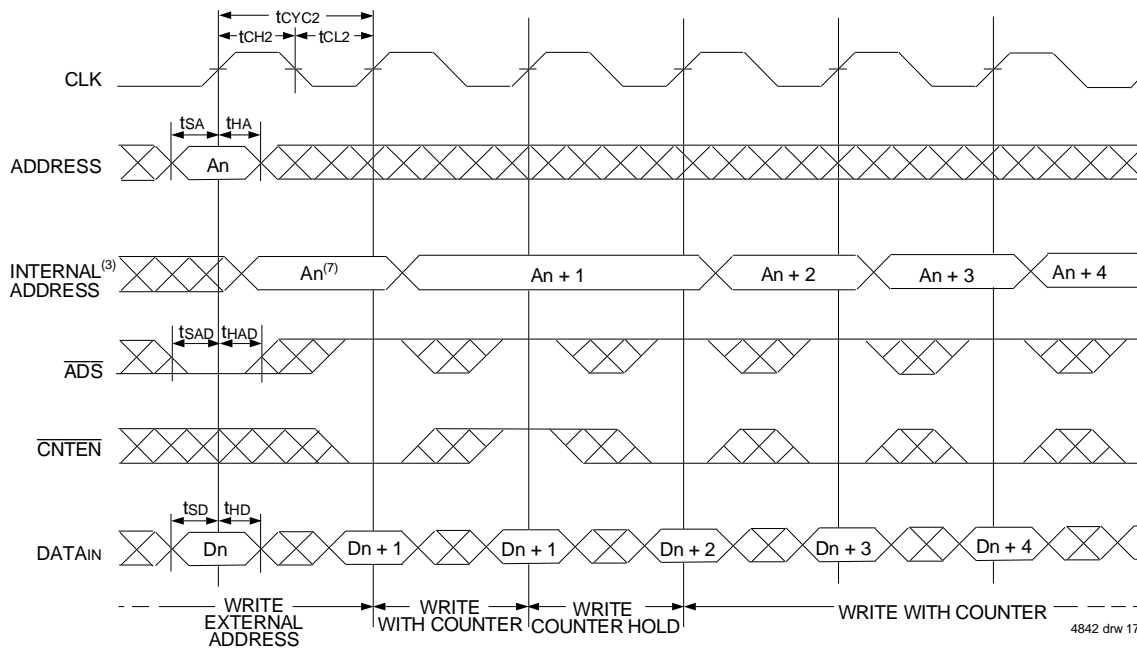 tCYC2
tCH2 tCL2
CLK
tSA tHA
ADDRESS An
INTERNAL(3) An(7) An + 1 An + 2 An + 3 An + 4
ADDRESS
tSAD tHAD
ADS
CNTEN
tSD tHD
DATAIN Dn Dn + 1 Dn + 1 Dn + 2 Dn + 3 Dn + 4
WRITE WRITE WRITE WRITE WITH COUNTER
EXTERNAL WITH COUNTER COUNTER HOLD
ADDRESS
4842 drw 17